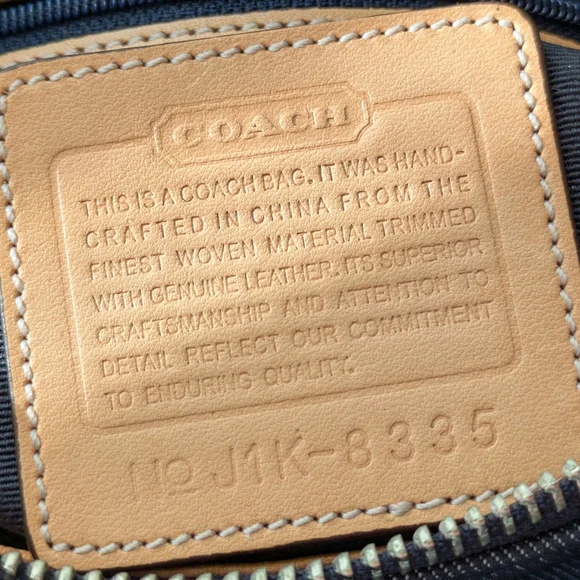 COACH
THIS IS A COACH BAG. IT WAS HAND-
CRAFTED IN CHINA FROM THE
FINEST WOVEN MATERIAL TRIMMED
WITH GENUINE LEATHER. ITS SUPERIOR
CRAFTSMANSHIP AND ATTENTION TO
DETAIL REFLECT OUR COMMITMENT
TO ENDURING QUALITY.
NO J1K-8335